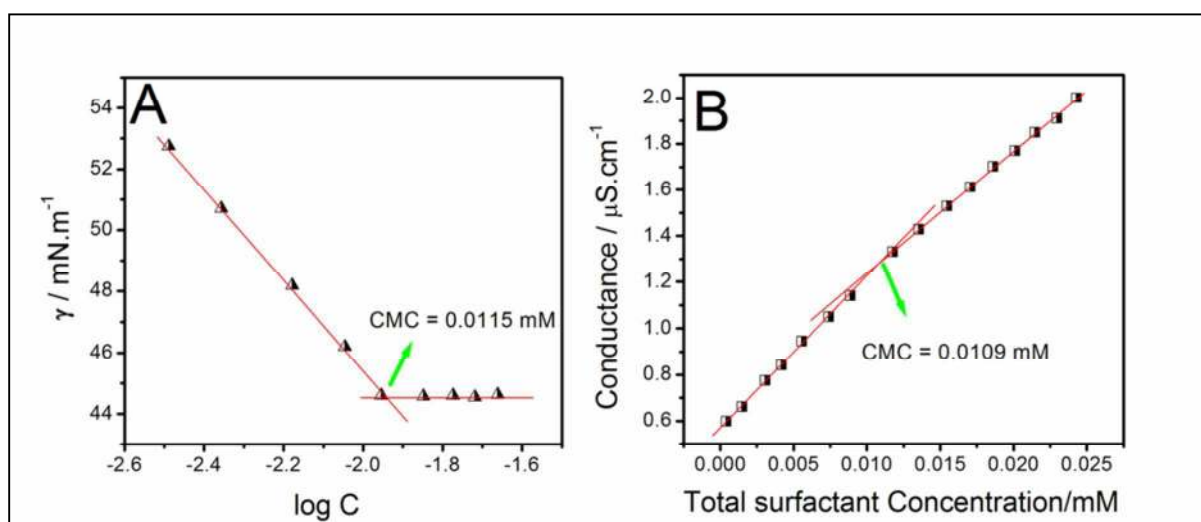 A
54
52
50
48
46
44
γ / mN.m⁻¹
CMC = 0.0115 mM
-2.6 -2.4 -2.2 -2.0 -1.8 -1.6
log C
B
2.0
1.8
1.6
1.4
1.2
1.0
0.8
0.6
Conductance / μS.cm⁻¹
CMC = 0.0109 mM
0.000 0.005 0.010 0.015 0.020 0.025
Total surfactant Concentration/mM